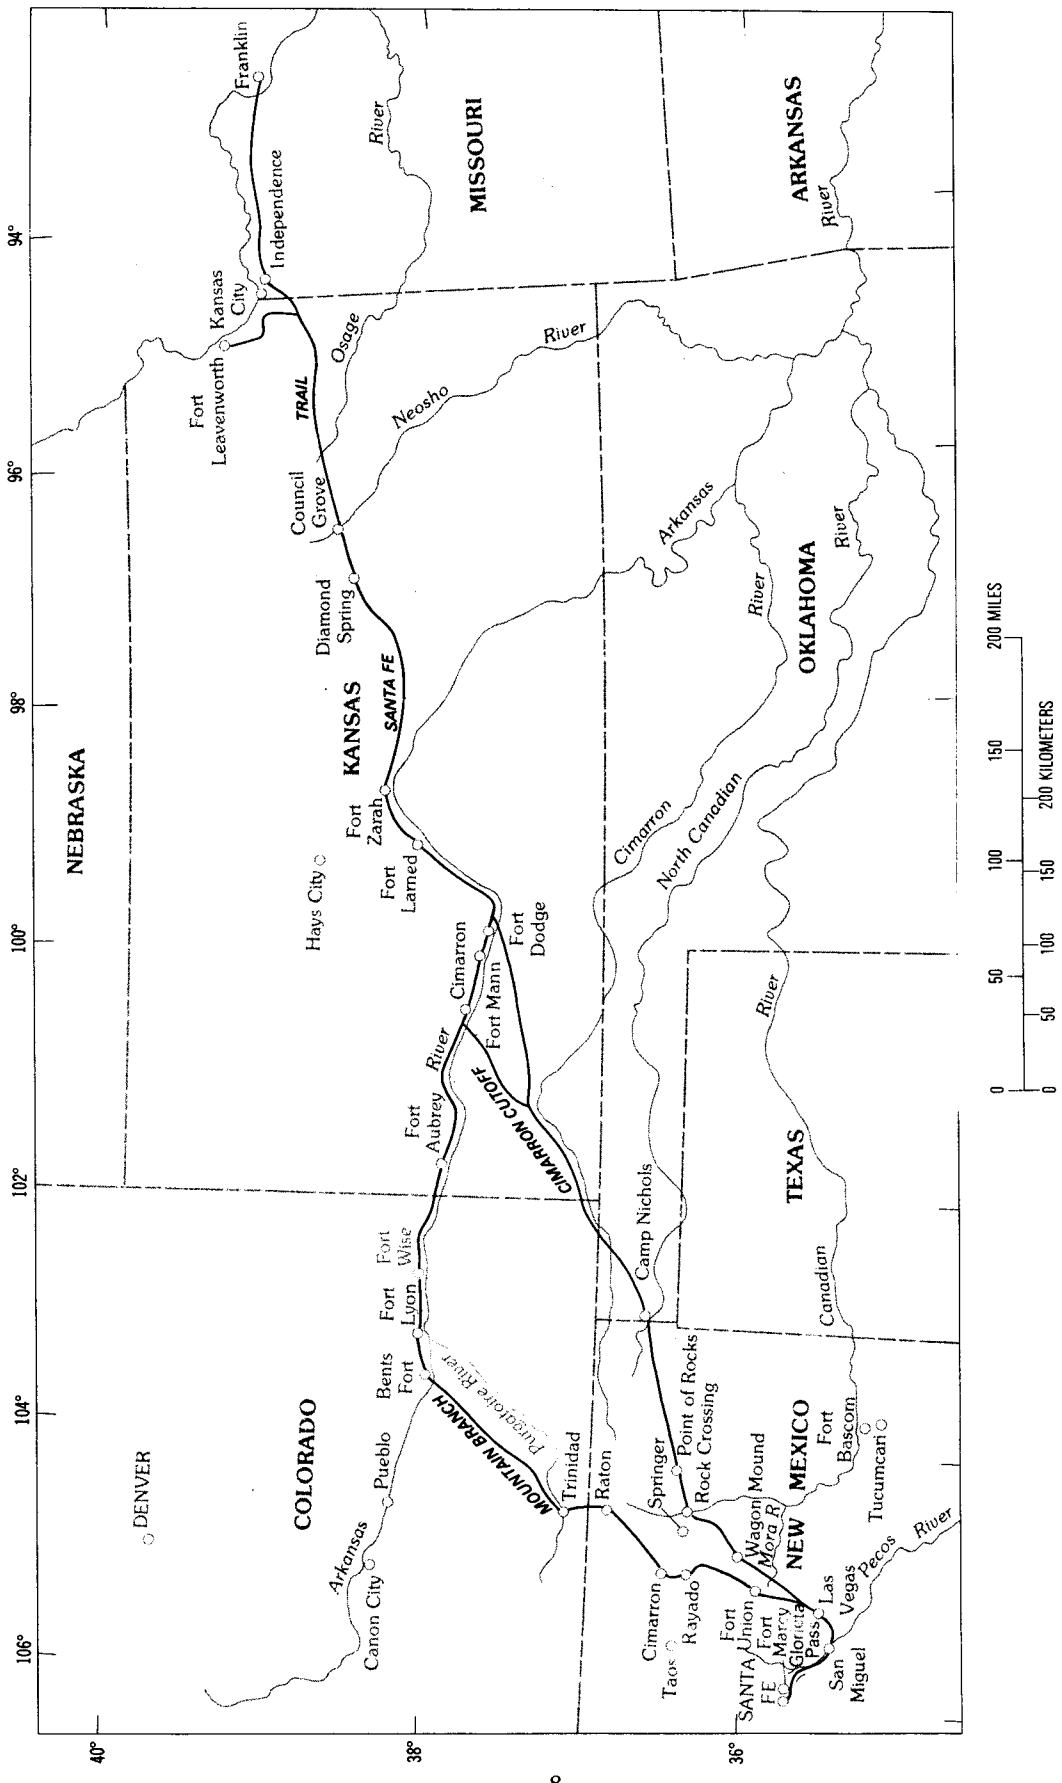 94°
96°
98°
100°
102°
104°
106°
40°
38°
36°
NEBRASKA
KANSAS
MISSOURI
ARKANSAS
OKLAHOMA
TEXAS
COLORADO
NEW MEXICO
Franklin
Independence
Kansas
City
Fort
Leavenworth
TRAIL
Osage
River
Neosho
River
Council
Grove
Diamond
Spring
SANTA FE
Fort
Zarah
Fort
Larned
Hays City
Fort
Dodge
Fort Mann
Cimarron
River
Fort
Aubrey
CIMARRON CUTOFF
Fort
Wise
Fort
Lyon
Bents
Fort
MOUNTAIN BRANCH
Purgatoire River
DENVER
Pueblo
Arkansas
Canon City
Trinidad
Raton
Springer
Point of Rocks
Rock Crossing
Camp Nichols
Wagon Mound
Mora R
Cimarron
Rayado
Taos
Fort
Union
Fort
Marcy
Glorieta
Pass
SANTA
FE
Las
Vegas
San
Miguel
Pecos River
Fort
Bascom
Tucumcari
Canadian
River
North Canadian
River
Cimarron
River
Arkansas
River
0 50 100 150 200 MILES
0 50 100 150 200 KILOMETERS